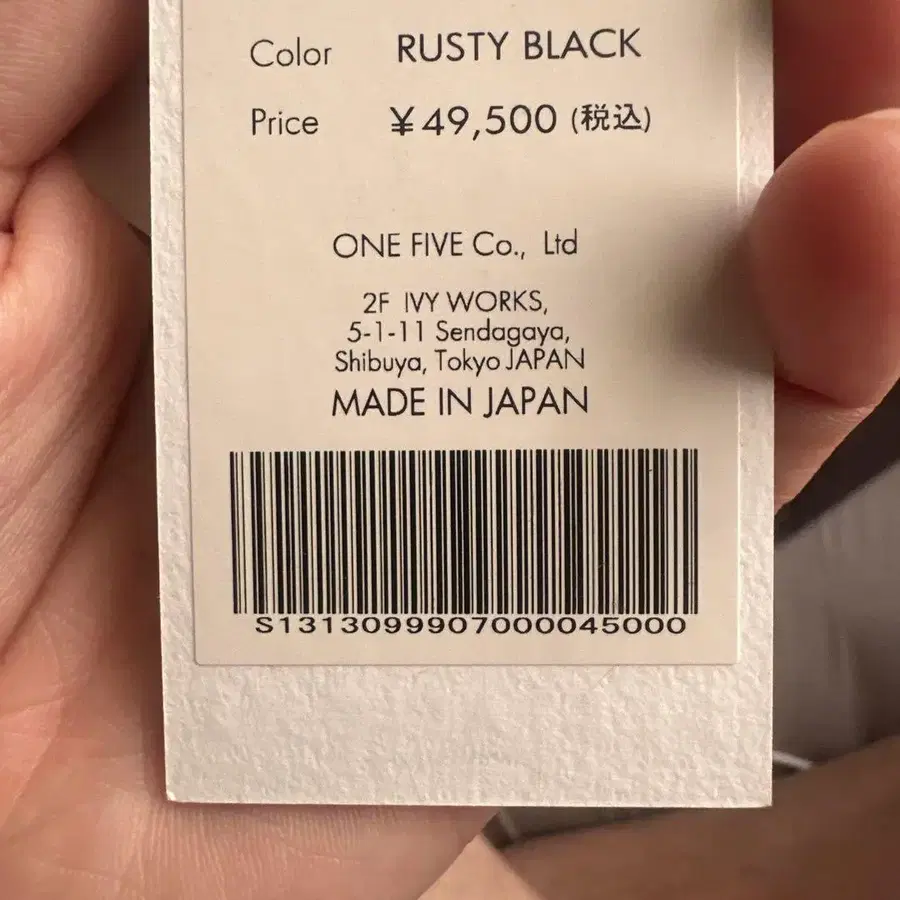 Color RUSTY BLACK
Price ¥49,500 (税込)
ONE FIVE Co., Ltd
2F IVY WORKS,
5-1-11 Sendagaya,
Shibuya, Tokyo JAPAN
MADE IN JAPAN
S1313099907000045000